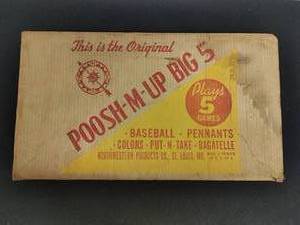 This is the Original
POOSH-M-UP BIG 5
Plays
5
GAMES
· BASEBALL · PENNANTS
· COLORS · PUT-N-TAKE · BAGATELLE
NORTHWESTERN PRODUCTS CO., ST. LOUIS, MO.